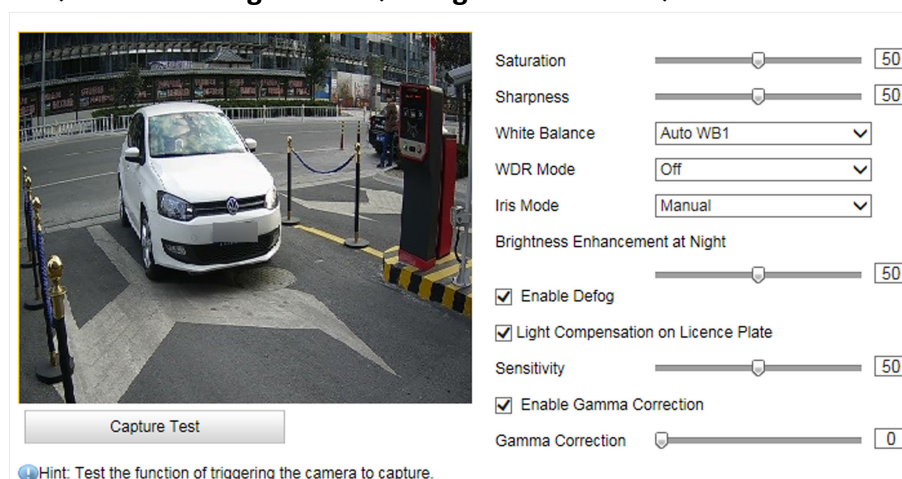 Saturation
50
Sharpness
50
White Balance
Auto WB1
WDR Mode
Off
Iris Mode
Manual
Brightness Enhancement at Night
50
Enable Defog
Light Compensation on Licence Plate
Sensitivity
50
Enable Gamma Correction
Gamma Correction
0
Capture Test
Hint: Test the function of triggering the camera to capture.